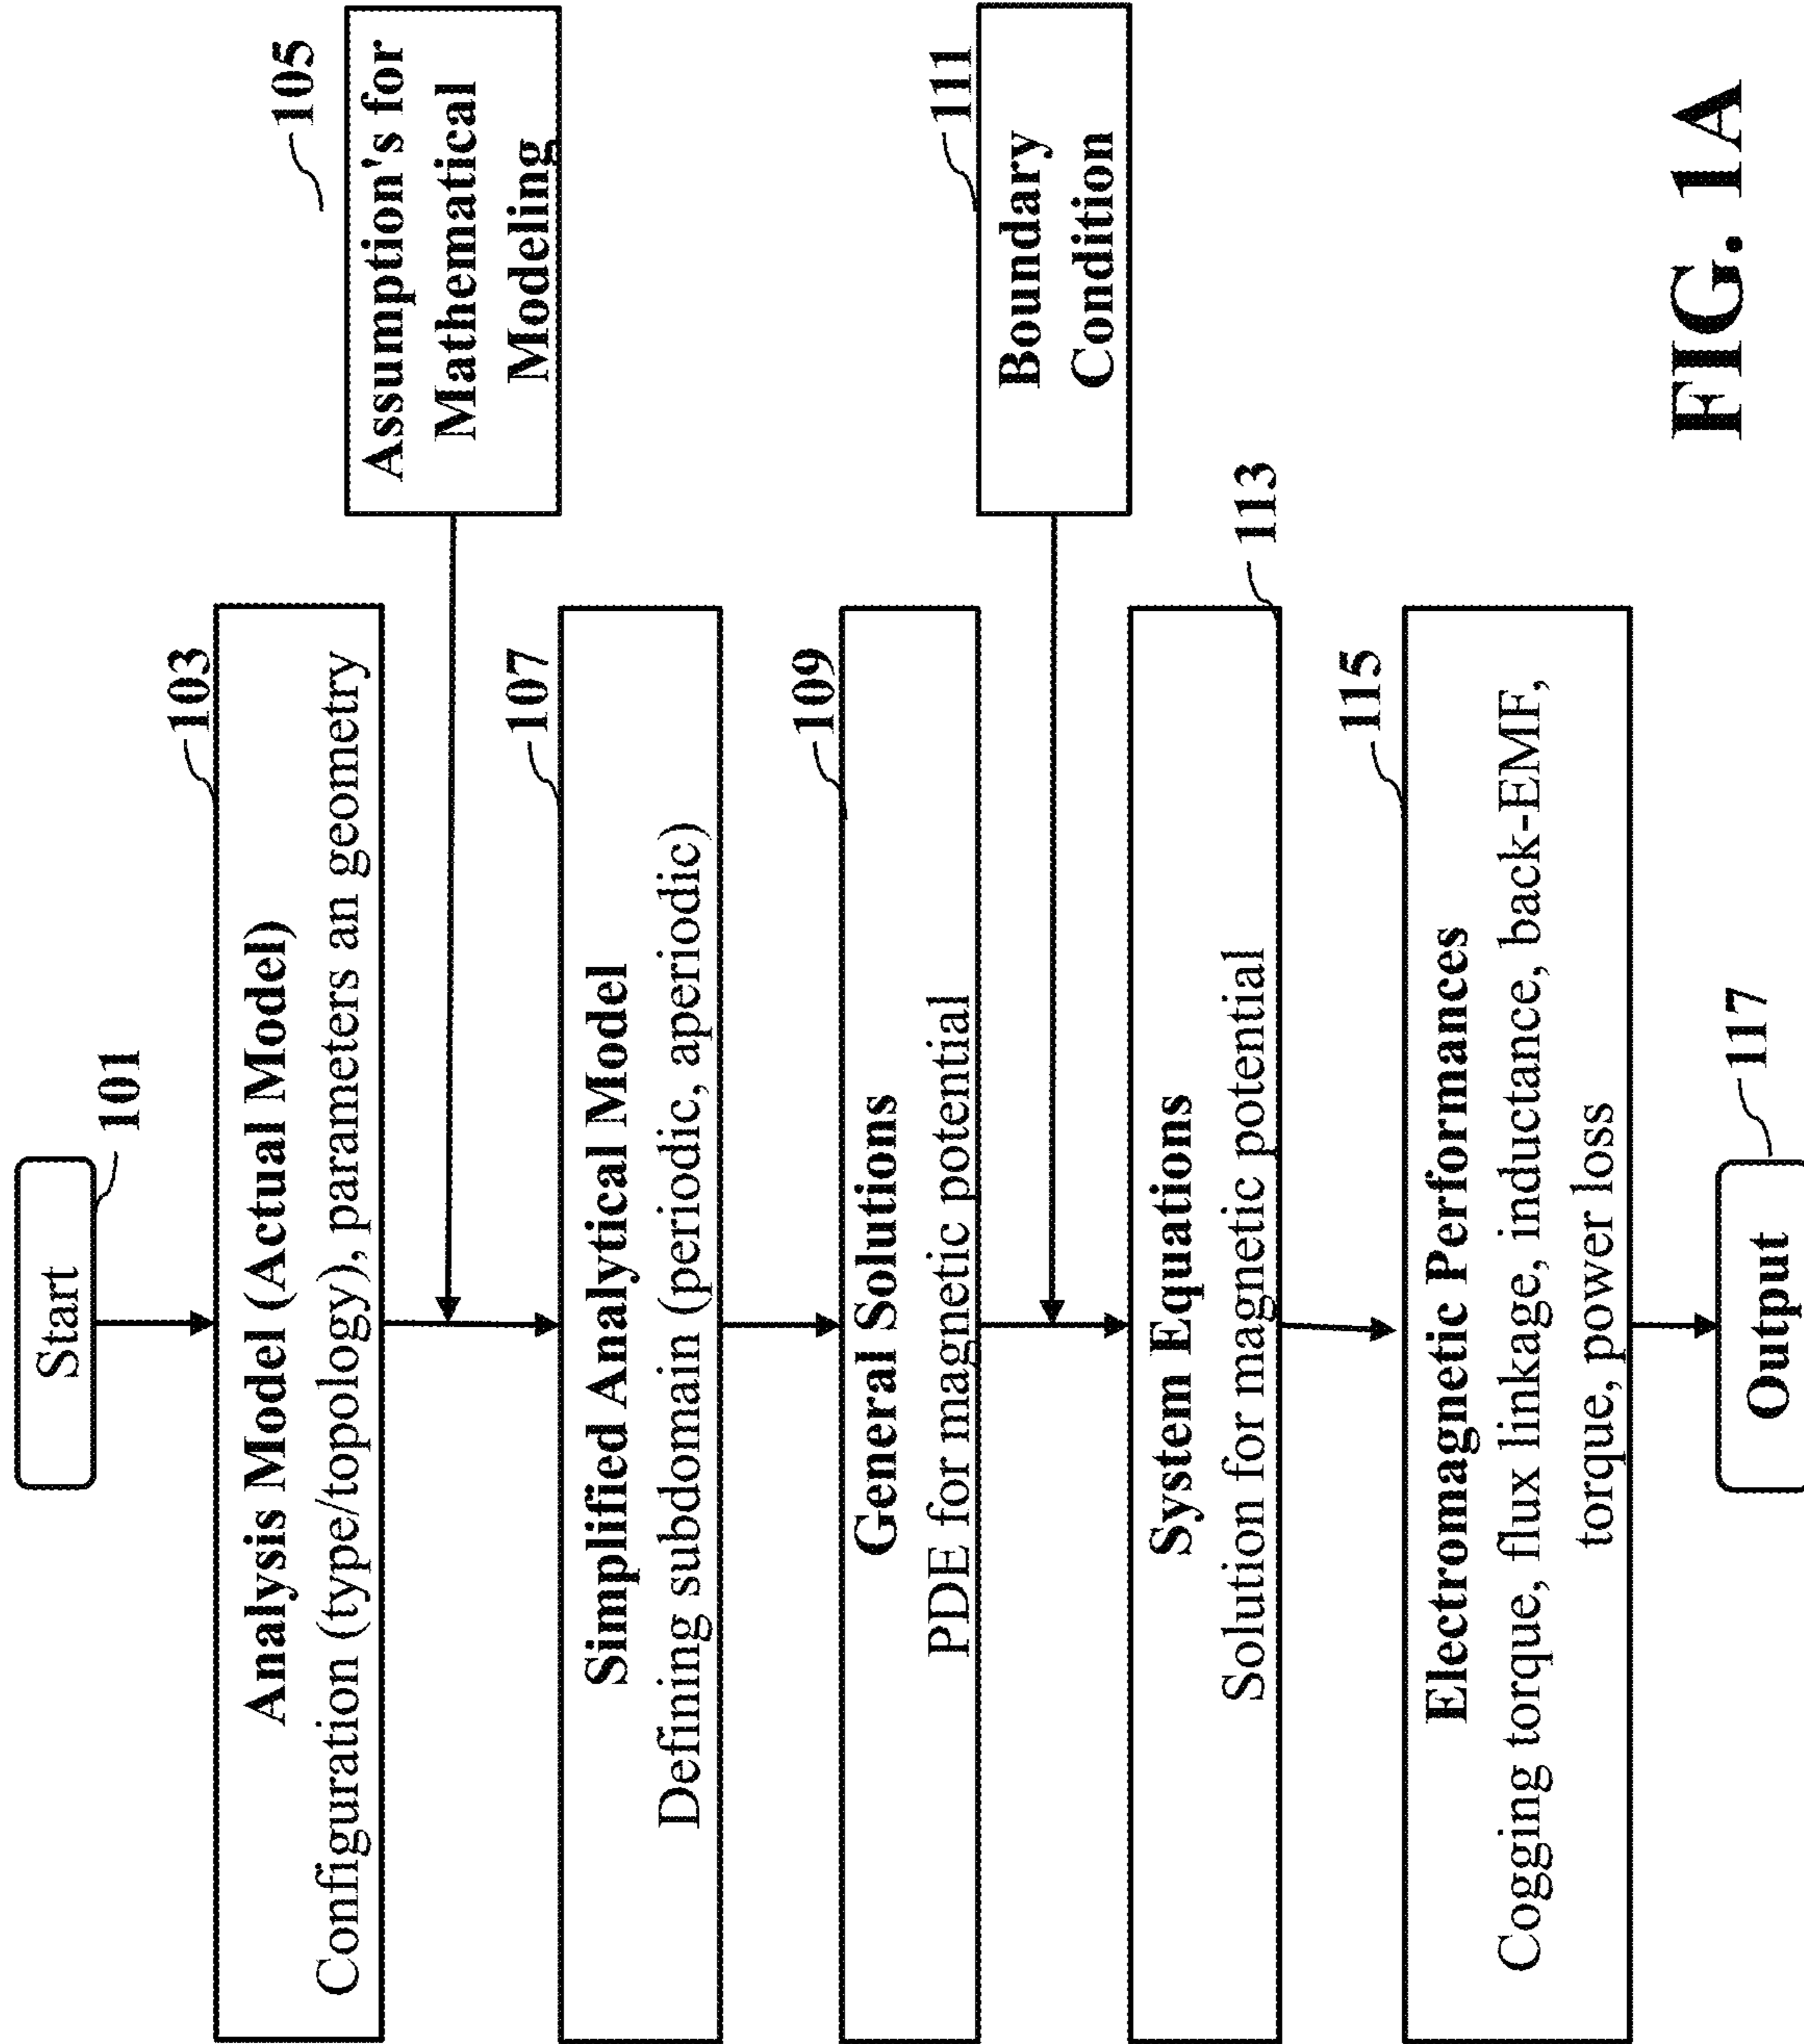 Start
101
103
Analysis Model (Actual Model)
Configuration (type/topology), parameters an geometry
105
Assumption's for
Mathematical
Modeling
107
Simplified Analytical Model
Defining subdomain (periodic, aperiodic)
109
General Solutions
PDE for magnetic potential
111
Boundary
Condition
113
System Equations
Solution for magnetic potential
115
Electromagnetic Performances
Cogging torque, flux linkage, inductance, back-EMF,
torque, power loss
117
Output
FIG. 1A